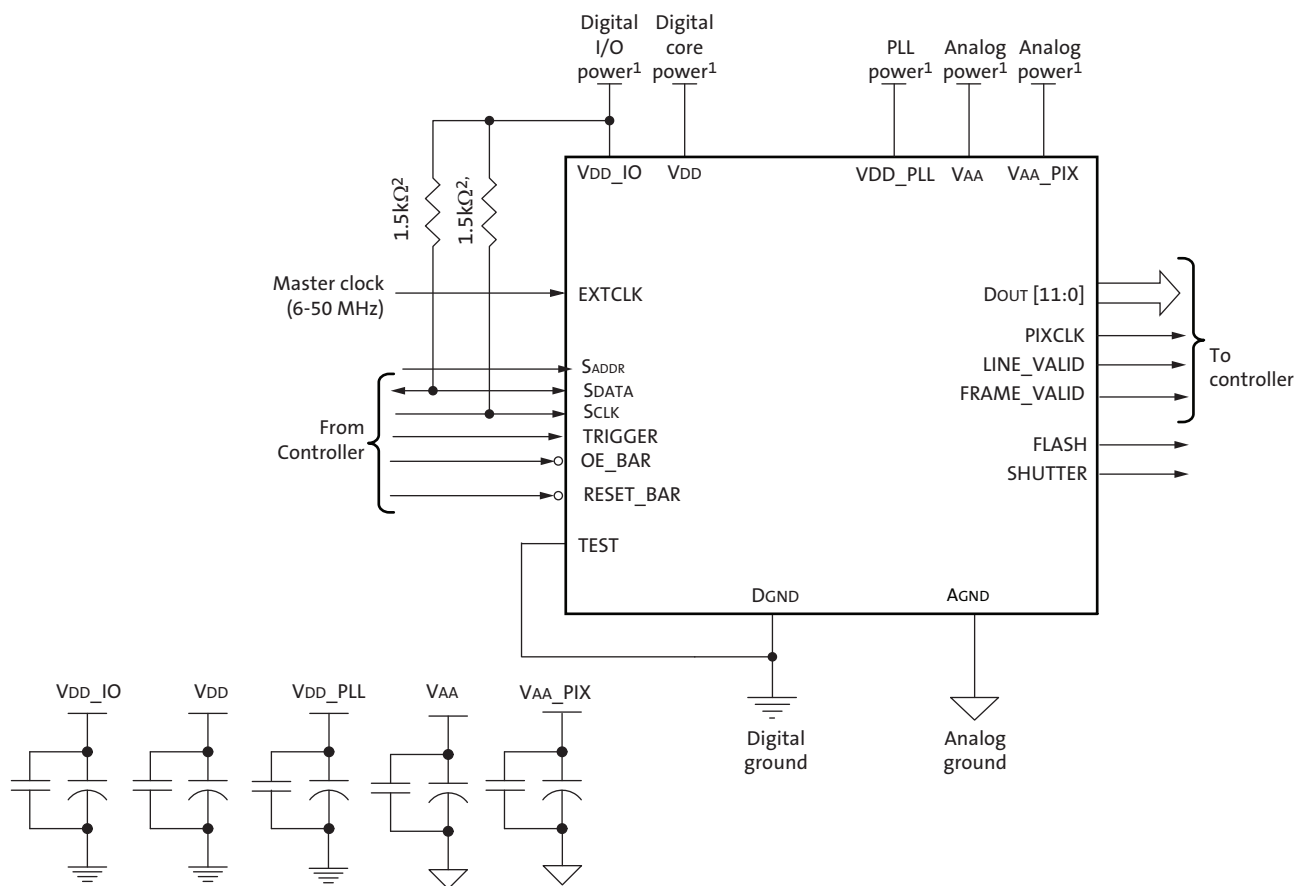 Digital
I/O
power¹
Digital
core
power¹
PLL
power¹
Analog
power¹
Analog
power¹
VDD_IO
VDD
VDD_PLL
VAA
VAA_PIX
1.5kΩ²
1.5kΩ²,
Master clock
(6-50 MHz)
EXTCLK
SADDR
SDATA
SCLK
TRIGGER
OE_BAR
RESET_BAR
TEST
From
Controller
DOUT [11:0]
PIXCLK
LINE_VALID
FRAME_VALID
FLASH
SHUTTER
To
controller
DGND
AGND
Digital
ground
Analog
ground
VDD_IO
VDD
VDD_PLL
VAA
VAA_PIX